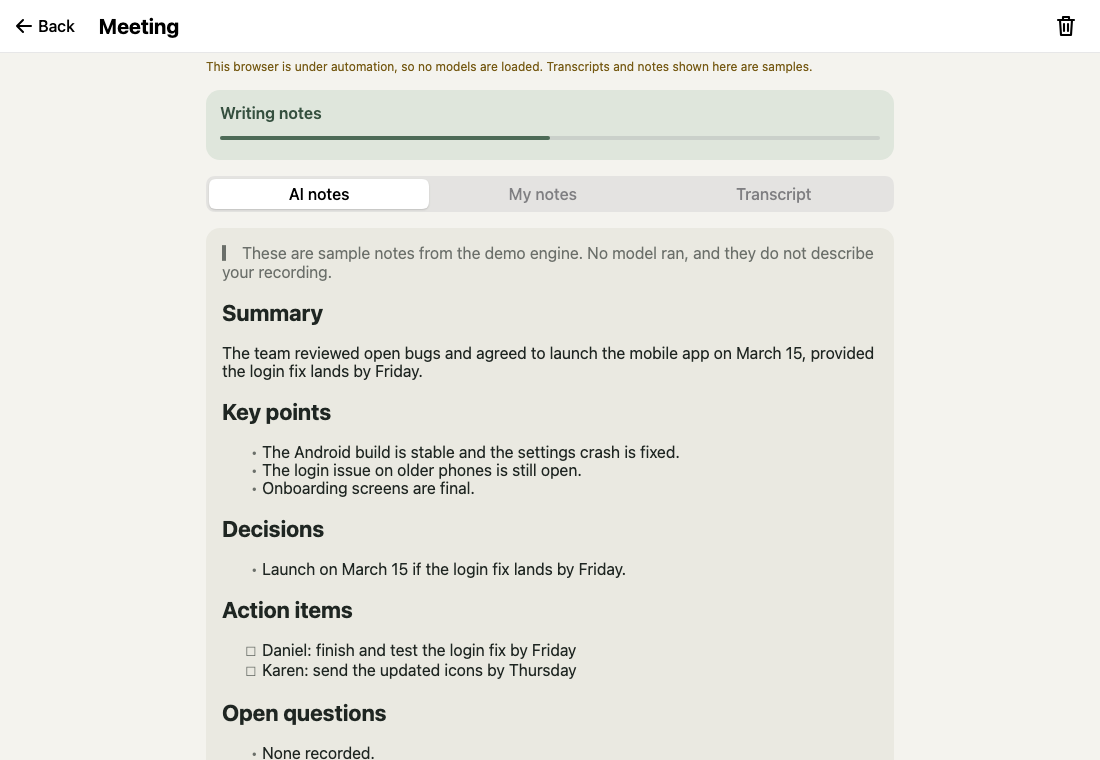 Back
Meeting
This browser is under automation, so no models are loaded. Transcripts and notes shown here are samples.
Writing notes
AI notes
My notes
Transcript
These are sample notes from the demo engine. No model ran, and they do not describe
your recording.
Summary
The team reviewed open bugs and agreed to launch the mobile app on March 15, provided
the login fix lands by Friday.
Key points
• The Android build is stable and the settings crash is fixed.
• The login issue on older phones is still open.
• Onboarding screens are final.
Decisions
• Launch on March 15 if the login fix lands by Friday.
Action items
☐ Daniel: finish and test the login fix by Friday
☐ Karen: send the updated icons by Thursday
Open questions
• None recorded.